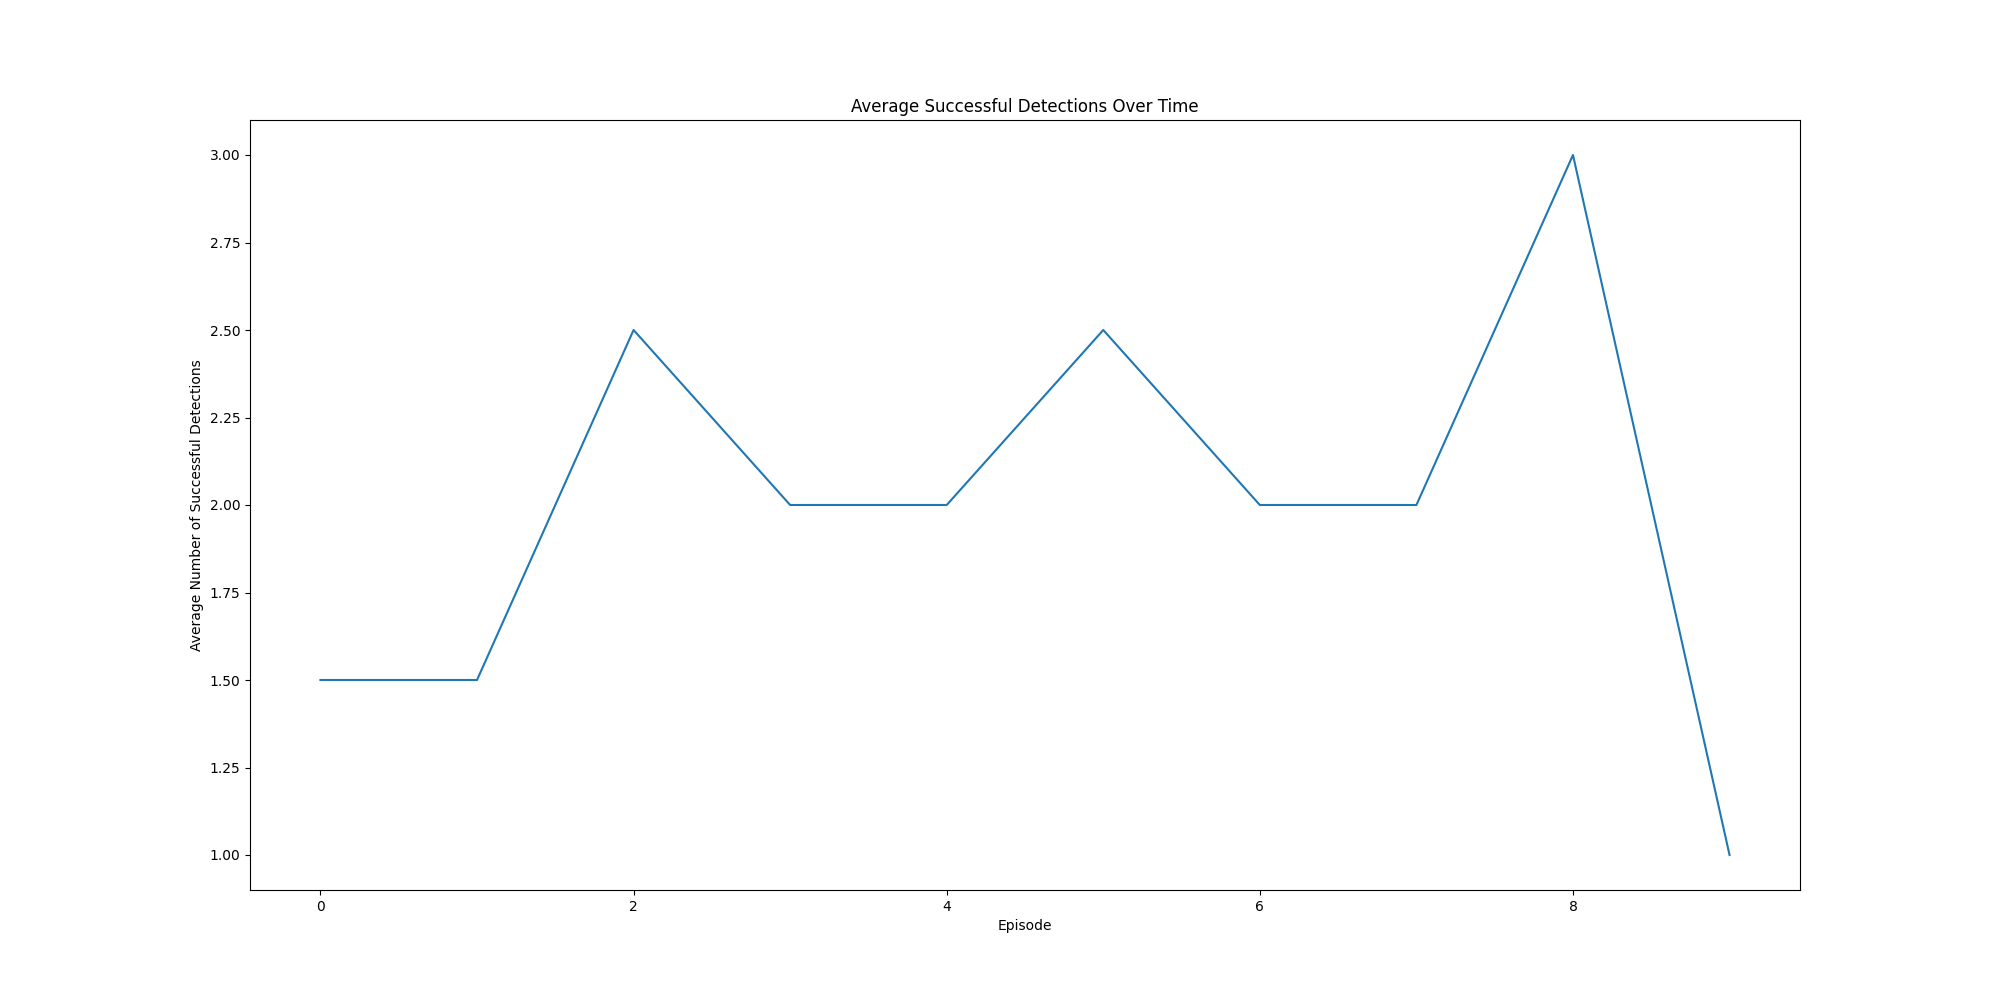 Average Successful Detections Over Time
3.00
2.75
2.50
2.25
2.00
1.75
1.50
1.25
1.00
Average Number of Successful Detections
0 2 4 6 8
Episode